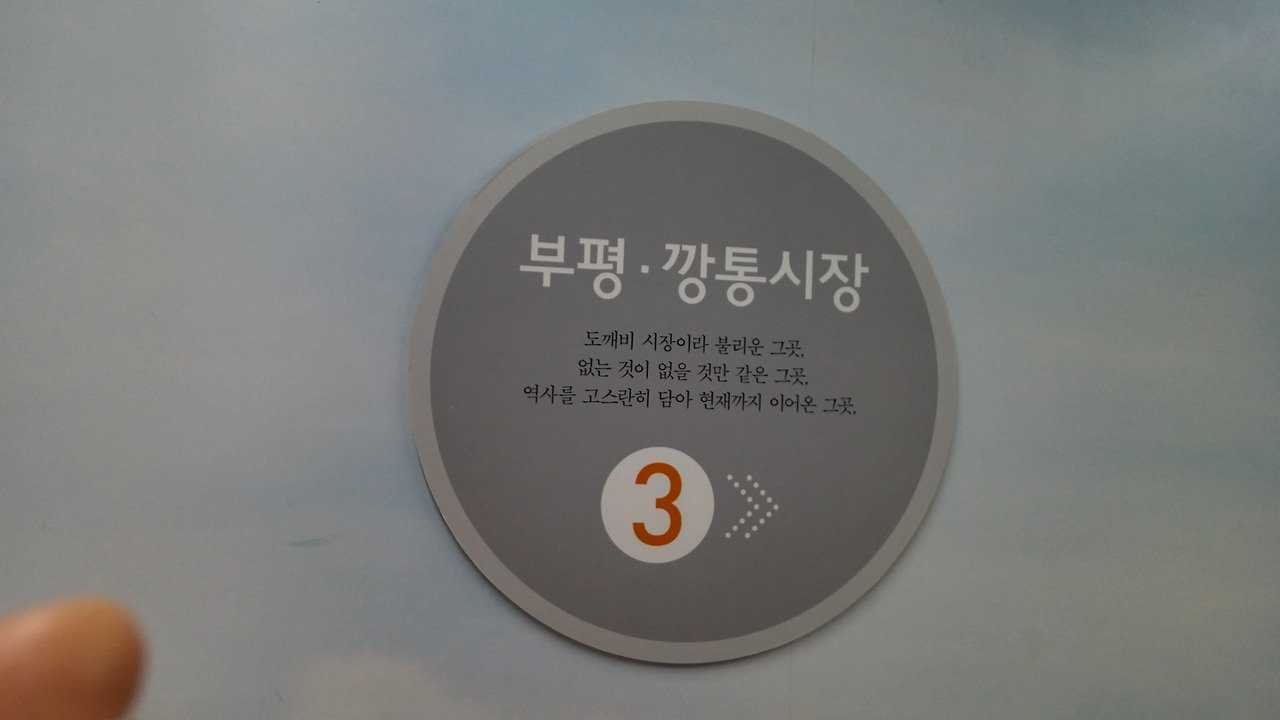 부평·깡통시장
도깨비 시장이라 불리운 그곳,
없는 것이 없을 것만 같은 그곳,
역사를 고스란히 담아 현재까지 이어온 그곳,
3